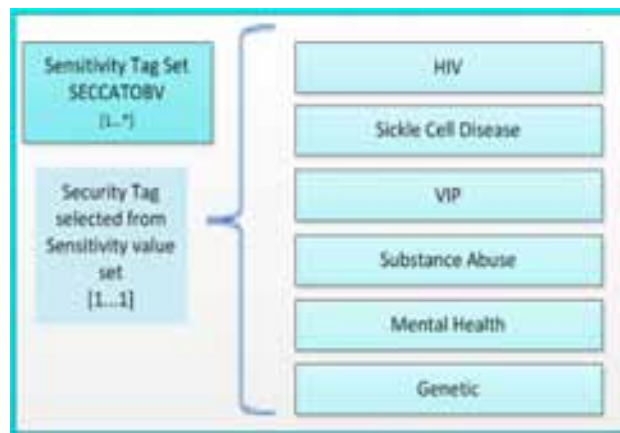 Sensitivity Tag Set
SECCATOBV
[1...*]
Security Tag
selected from
Sensitivity value
set
[1...1]
HIV
Sickle Cell Disease
VIP
Substance Abuse
Mental Health
Genetic